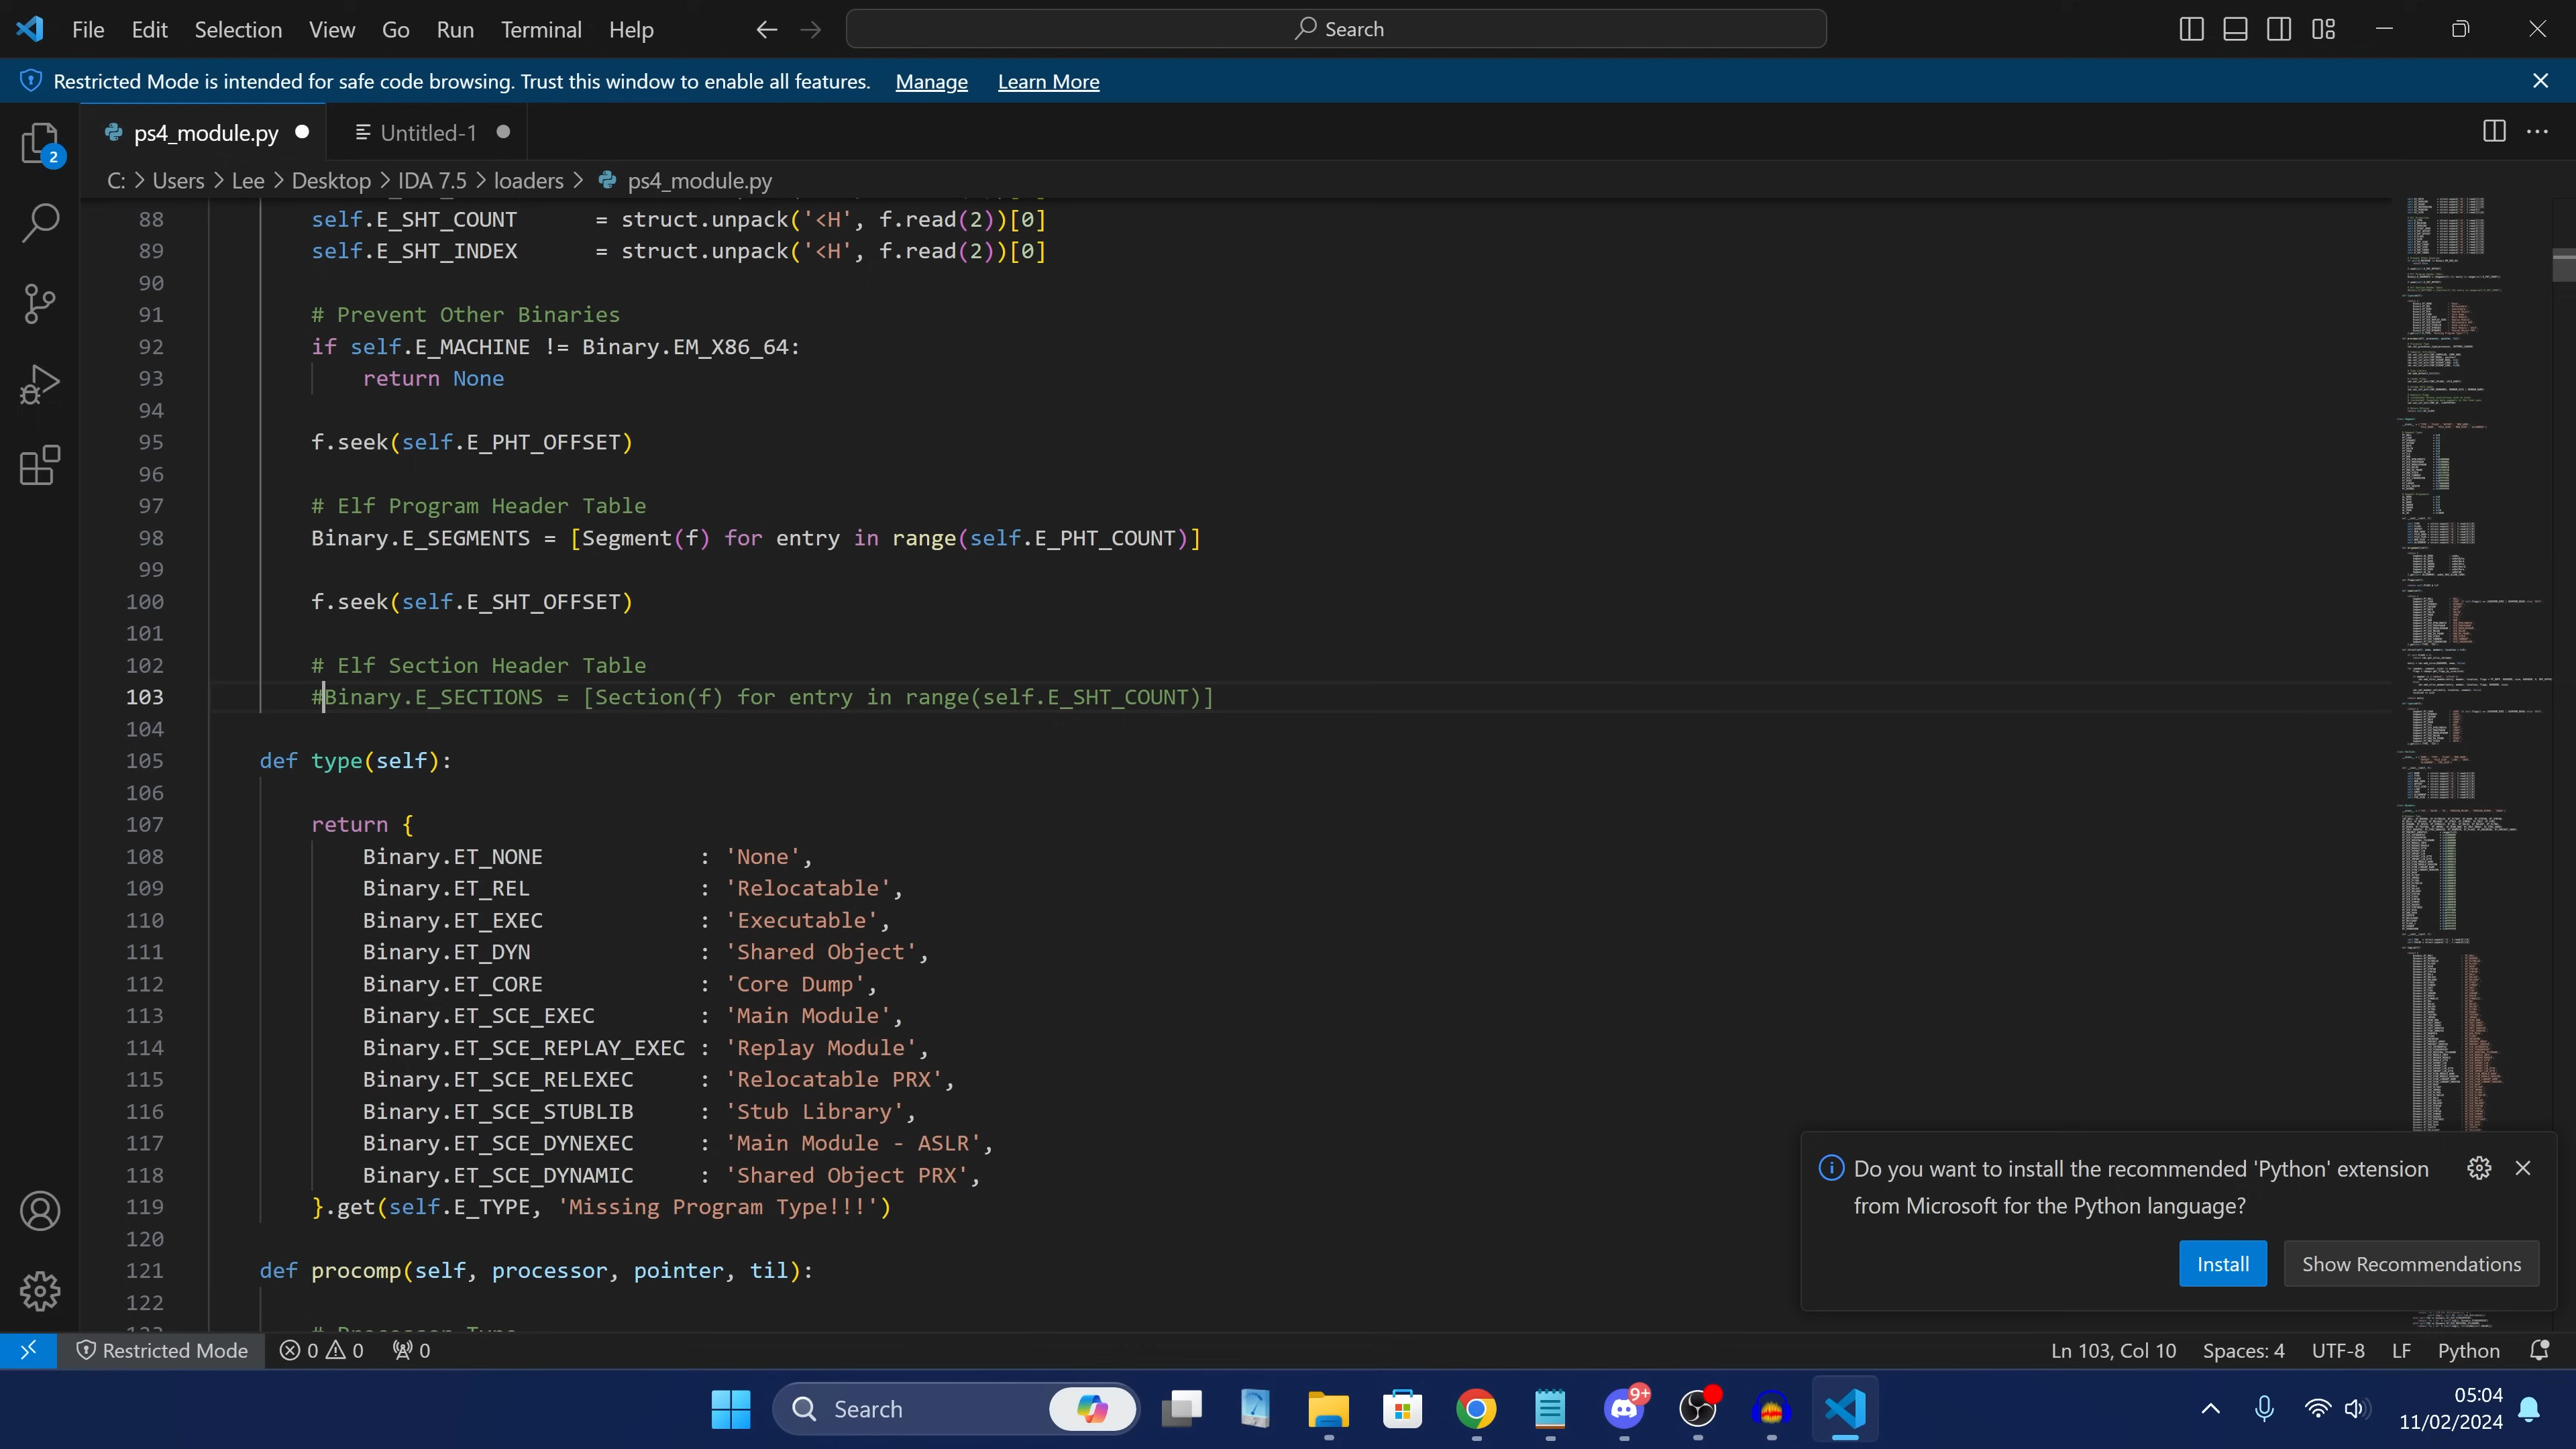 File Edit Selection View Go Run Terminal Help Search
Restricted Mode is intended for safe code browsing. Trust this window to enable all features. Manage Learn More
ps4_module.py Untitled-1
2
C: > Users > Lee > Desktop > IDA 7.5 > loaders > ps4_module.py
88 self.E_SHT_COUNT = struct.unpack('<H', f.read(2))[0]
89 self.E_SHT_INDEX = struct.unpack('<H', f.read(2))[0]
90
91 # Prevent Other Binaries
92 if self.E_MACHINE != Binary.EM_X86_64:
93 return None
94
95 f.seek(self.E_PHT_OFFSET)
96
97 # Elf Program Header Table
98 Binary.E_SEGMENTS = [Segment(f) for entry in range(self.E_PHT_COUNT)]
99
100 f.seek(self.E_SHT_OFFSET)
101
102 # Elf Section Header Table
103 #Binary.E_SECTIONS = [Section(f) for entry in range(self.E_SHT_COUNT)]
104
105 def type(self):
106
107 return {
108 Binary.ET_NONE : 'None',
109 Binary.ET_REL : 'Relocatable',
110 Binary.ET_EXEC : 'Executable',
111 Binary.ET_DYN : 'Shared Object',
112 Binary.ET_CORE : 'Core Dump',
113 Binary.ET_SCE_EXEC : 'Main Module',
114 Binary.ET_SCE_REPLAY_EXEC : 'Replay Module',
115 Binary.ET_SCE_RELEXEC : 'Relocatable PRX',
116 Binary.ET_SCE_STUBLIB : 'Stub Library',
117 Binary.ET_SCE_DYNEXEC : 'Main Module - ASLR',
118 Binary.ET_SCE_DYNAMIC : 'Shared Object PRX',
119 }.get(self.E_TYPE, 'Missing Program Type!!!')
120
121 def procomp(self, processor, pointer, til):
122
Do you want to install the recommended 'Python' extension
from Microsoft for the Python language?
Install Show Recommendations
Restricted Mode 0 0 0 Ln 103, Col 10 Spaces: 4 UTF-8 LF Python
Search 9+ 05:04
11/02/2024